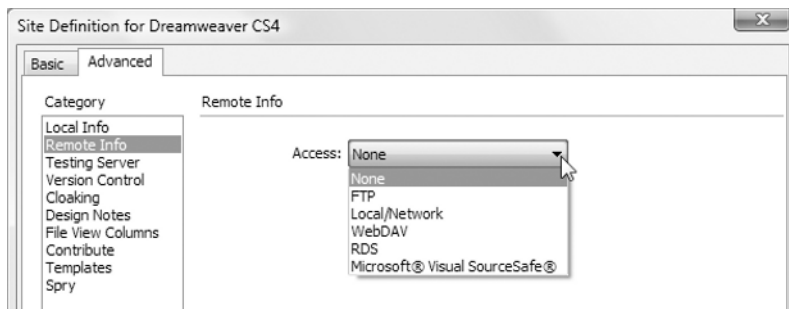 Site Definition for Dreamweaver CS4
Basic Advanced
Category
Remote Info
Local Info
Remote Info
Testing Server
Version Control
Cloaking
Design Notes
File View Columns
Contribute
Templates
Spry
Access: None
None
FTP
Local/Network
WebDAV
RDS
Microsoft® Visual SourceSafe®